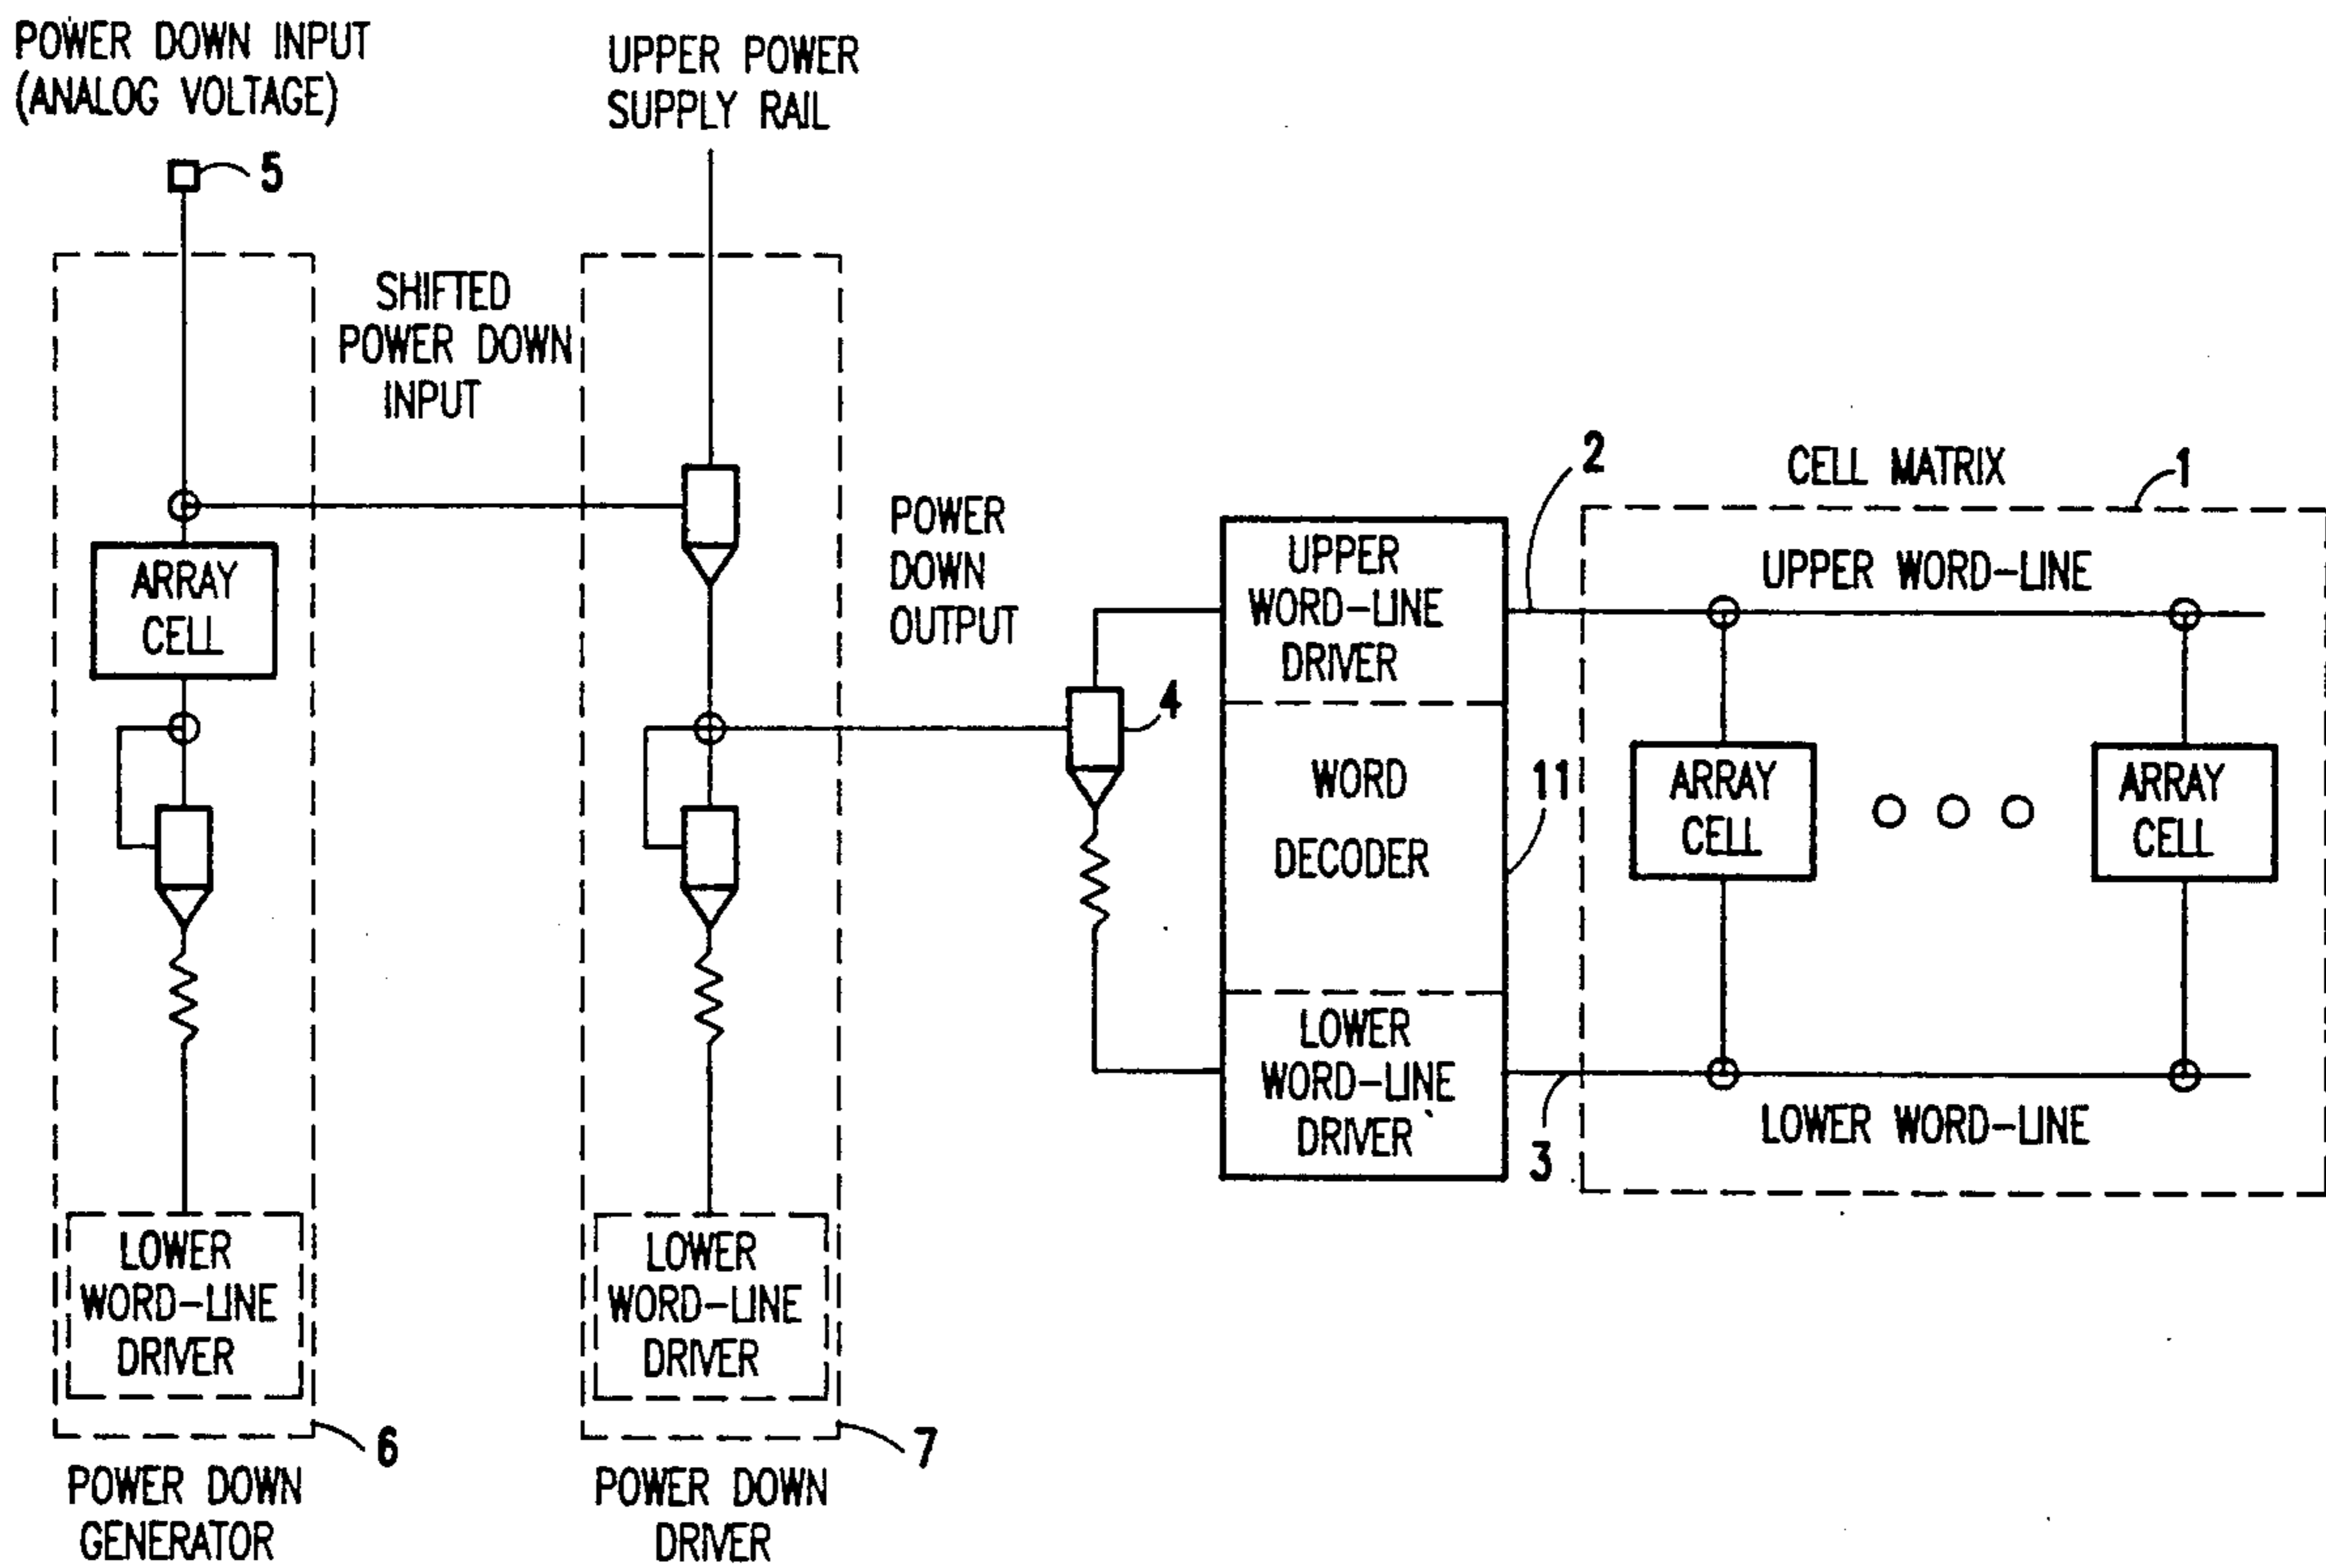 POWER DOWN INPUT
(ANALOG VOLTAGE)
5
UPPER POWER
SUPPLY RAIL
SHIFTED
POWER DOWN
INPUT
ARRAY
CELL
LOWER
WORD-LINE
DRIVER
6
POWER DOWN
GENERATOR
LOWER
WORD-LINE
DRIVER
7
POWER DOWN
DRIVER
POWER
DOWN
OUTPUT
4
UPPER
WORD-LINE
DRIVER
WORD
DECODER
11
LOWER
WORD-LINE
DRIVER
2
3
CELL MATRIX
1
UPPER WORD-LINE
ARRAY
CELL
ARRAY
CELL
LOWER WORD-LINE